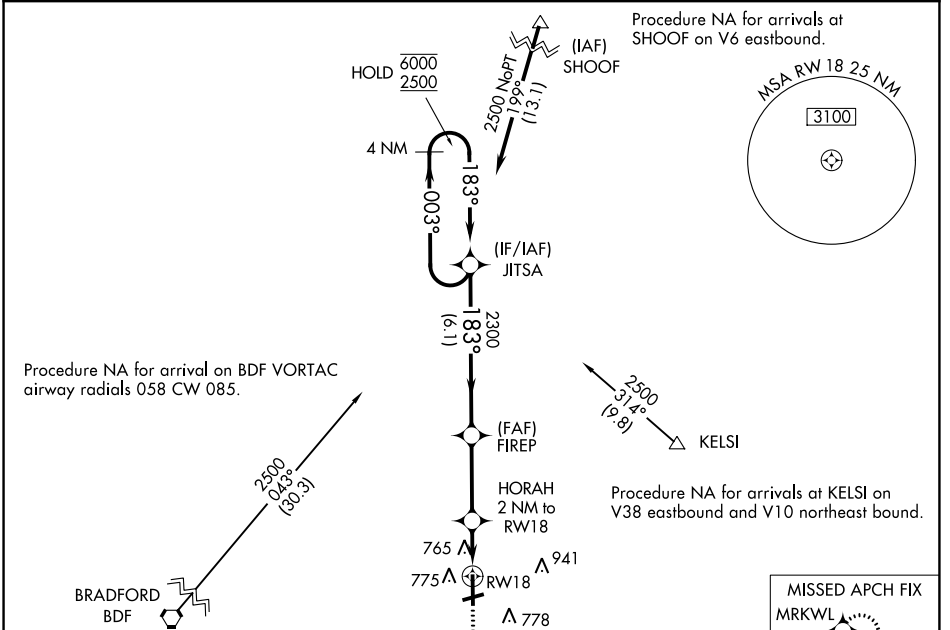 Procedure NA for arrivals at
SHOOF on V6 eastbound.
(IAF)
SHOOF
HOLD 6000
2500
2500 NoPT
199°
(13.1)
MSA RW 18 25 NM
3100
4 NM
183°
003°
(IF/IAF)
JITSA
2300
183°
(6.1)
Procedure NA for arrival on BDF VORTAC
airway radials 058 CW 085.
2500
314°
(9.8)
KELSI
(FAF)
FIREP
2500
043°
(30.3)
HORAH
2 NM to
RW18
Procedure NA for arrivals at KELSI on
V38 eastbound and V10 northeast bound.
765
941
775
RW18
778
BRADFORD
BDF
MISSED APCH FIX
MRKWL